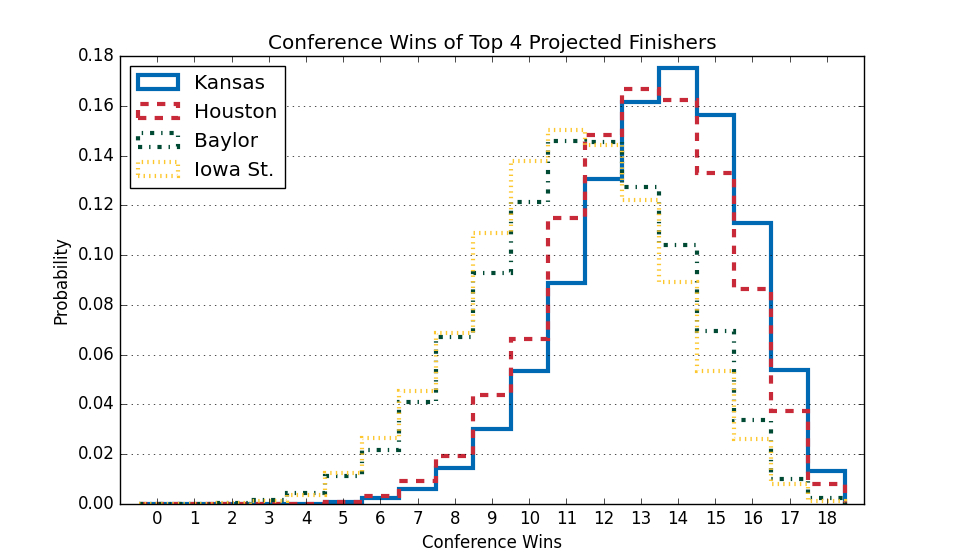 Conference Wins of Top 4 Projected Finishers
0.18
0.16
0.14
0.12
0.10
0.08
0.06
0.04
0.02
0.00
Probability
Kansas
Houston
Baylor
Iowa St.
0 1 2 3 4 5 6 7 8 9 10 11 12 13 14 15 16 17 18
Conference Wins